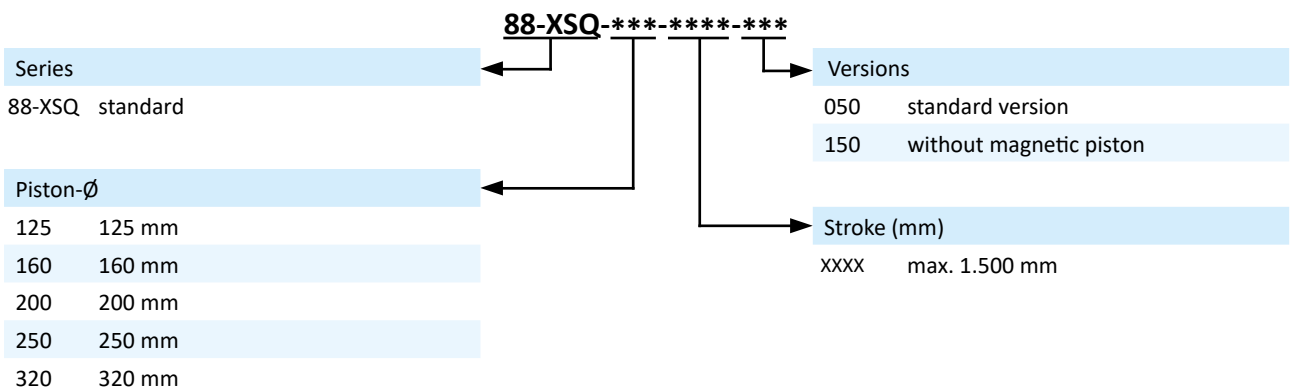 88-XSQ-***-****-***
Series
88-XSQ standard
Piston-Ø
125 125 mm
160 160 mm
200 200 mm
250 250 mm
320 320 mm
Versions
050 standard version
150 without magnetic piston
Stroke (mm)
XXXX max. 1.500 mm